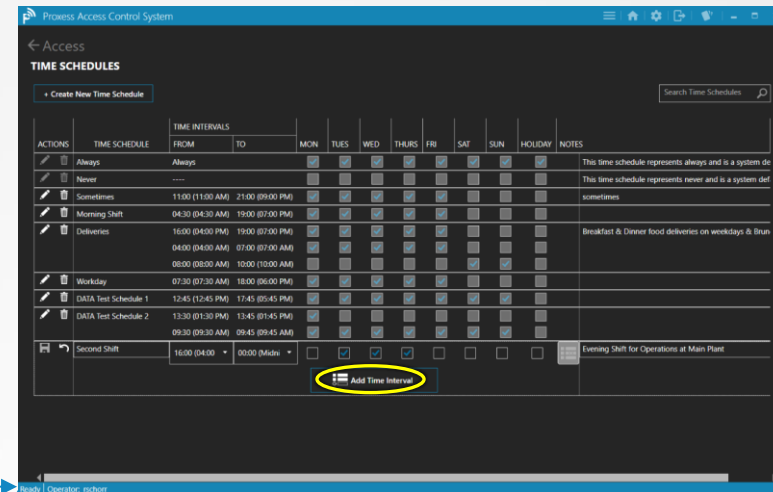 Proxess Access Control System
Access
TIME SCHEDULES
+ Create New Time Schedule
Search Time Schedules
TIME INTERVALS
ACTIONS TIME SCHEDULE FROM TO MON TUES WED THURS FRI SAT SUN HOLIDAY NOTES
Always Always This time schedule represents always and is a system de
Never ---- This time schedule represents never and is a system def
Sometimes 11:00 (11:00 AM) 21:00 (09:00 PM) sometimes
Morning Shift 04:30 (04:30 AM) 19:00 (07:00 PM)
Deliveries 16:00 (04:00 PM) 19:00 (07:00 PM) Breakfast & Dinner food deliveries on weekdays & Brun
04:00 (04:00 AM) 07:00 (07:00 AM)
08:00 (08:00 AM) 10:00 (10:00 AM)
Workday 07:30 (07:30 AM) 18:00 (06:00 PM)
DATA Test Schedule 1 12:45 (12:45 PM) 17:45 (05:45 PM)
DATA Test Schedule 2 13:30 (01:30 PM) 13:45 (01:45 PM)
09:30 (09:30 AM) 09:45 (09:45 AM)
Second Shift 16:00 (04:00 00:00 (Midni Evening Shift for Operations at Main Plant
Add Time Interval
Ready Operator: rschorr